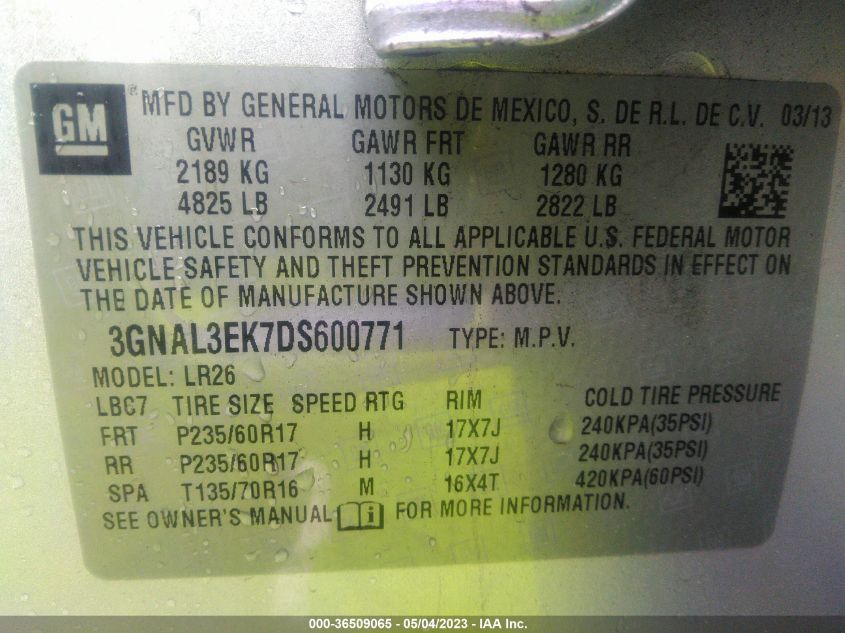 GM
® MFD BY GENERAL MOTORS DE MEXICO, S. DE R.L. DE C.V. 03/13
GVWR GAWR FRT GAWR RR
2189 KG 1130 KG 1280 KG
4825 LB 2491 LB 2822 LB
THIS VEHICLE CONFORMS TO ALL APPLICABLE U.S. FEDERAL MOTOR
VEHICLE SAFETY AND THEFT PREVENTION STANDARDS IN EFFECT ON
THE DATE OF MANUFACTURE SHOWN ABOVE.
3GNAL3EK7DS600771 TYPE: M.P.V.
MODEL: LR26
LBC7 TIRE SIZE SPEED RTG RIM COLD TIRE PRESSURE
FRT P235/60R17 H 17X7J 240KPA(35PSI)
RR P235/60R17 H 17X7J 240KPA(35PSI)
SPA T135/70R16 M 16X4T 420KPA(60PSI)
SEE OWNER'S MANUAL i FOR MORE INFORMATION.
000-36509065 - 05/04/2023 - IAA Inc.